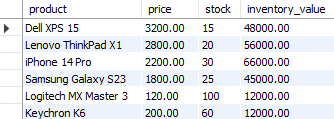 product price stock inventory_value
Dell XPS 15 3200.00 15 48000.00
Lenovo ThinkPad X1 2800.00 20 56000.00
iPhone 14 Pro 2200.00 30 66000.00
Samsung Galaxy S23 1800.00 25 45000.00
Logitech MX Master 3 120.00 100 12000.00
Keychron K6 200.00 60 12000.00